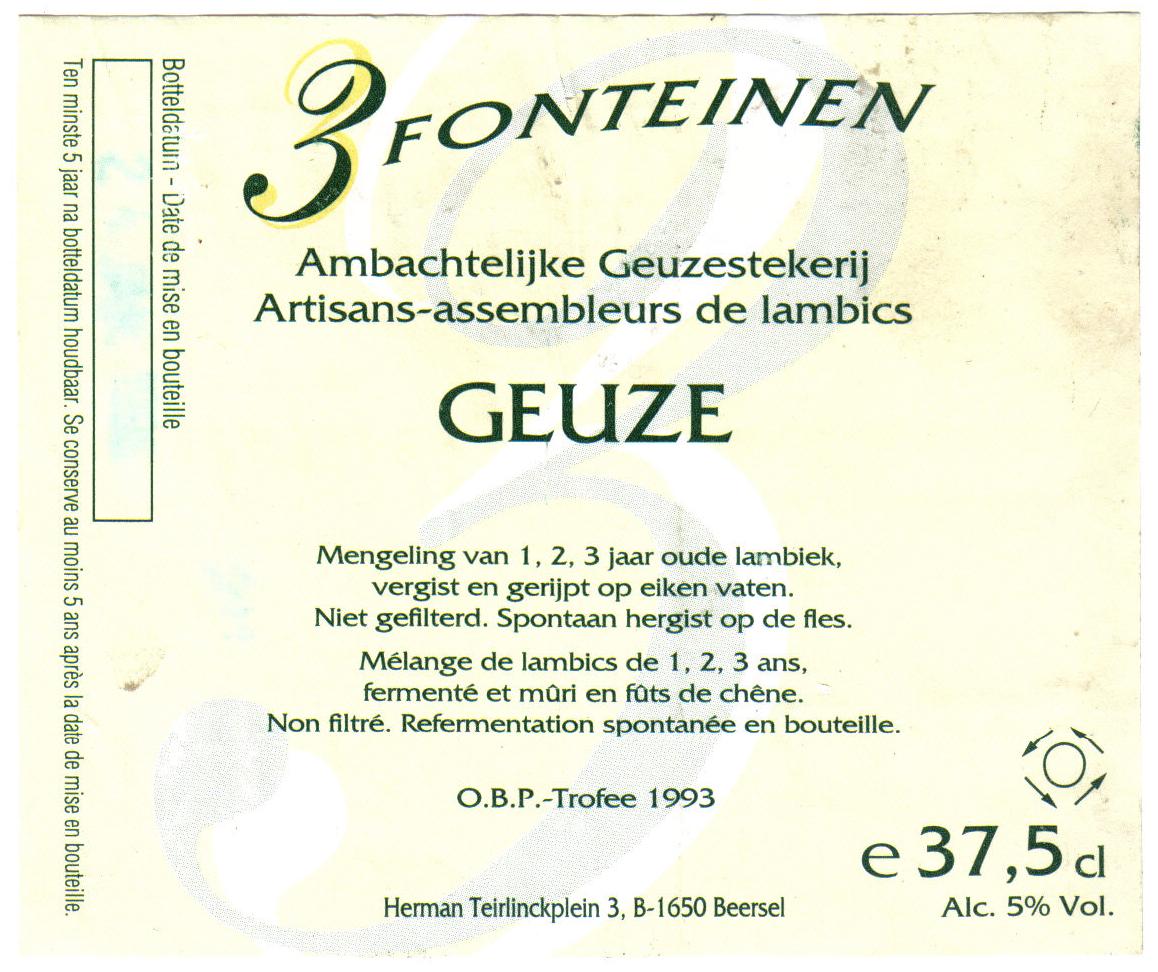 3 FONTEINEN
Ambachtelijke Geuzestekerij
Artisans-assembleurs de lambics
GEUZE
Mengeling van 1, 2, 3 jaar oude lambiek,
vergist en gerijpt op eiken vaten.
Niet gefilterd. Spontaan hergist op de fles.
Mélange de lambics de 1, 2, 3 ans,
fermenté et mûri en fûts de chêne.
Non filtré. Refermentation spontanée en bouteille.
O.B.P.-Trofee 1993
Herman Teirlinckplein 3, B-1650 Beersel
e 37,5 cl
Alc. 5% Vol.
Botteldatum - Date de mise en bouteille
Ten minste 5 jaar na botteldatum houdbaar. Se conserve au moins 5 ans après la date de mise en bouteille.